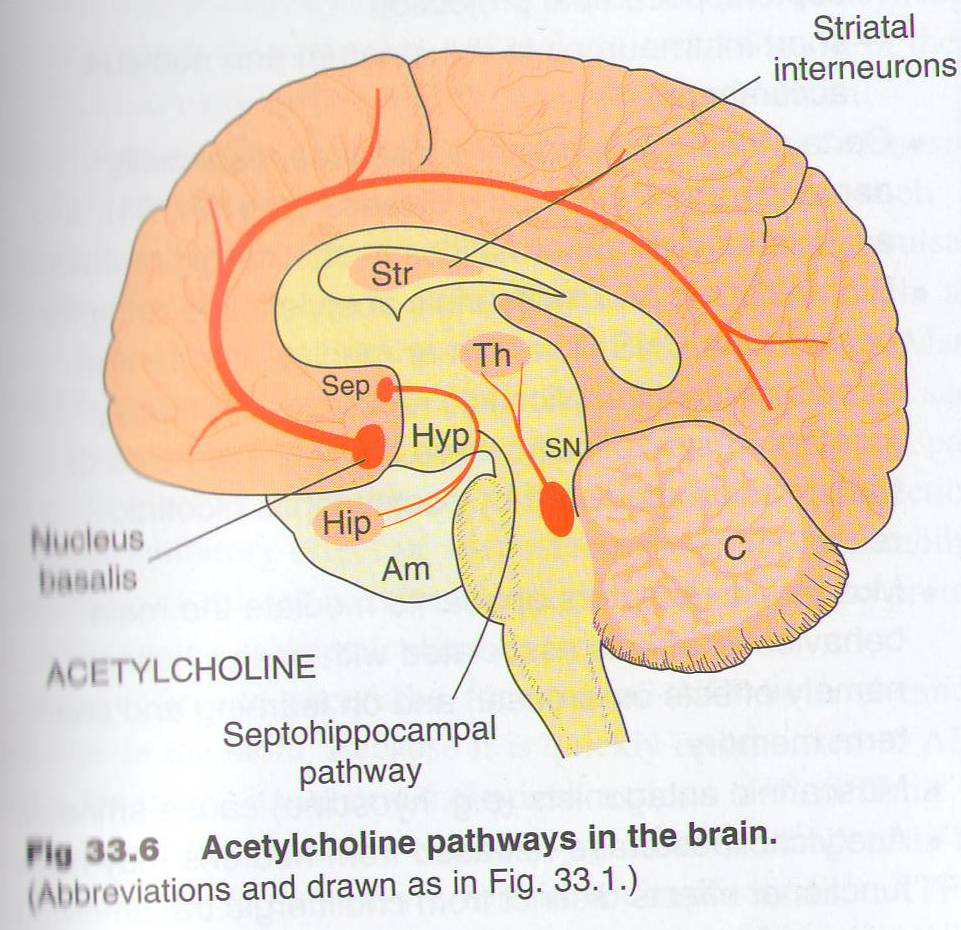 Striatal
interneurons
Str
Th
Sep
Hyp
SN
Hip
Am
C
Nucleus
basalis
ACETYLCHOLINE
Septohippocampal
pathway
Fig 33.6 Acetylcholine pathways in the brain.
(Abbreviations and drawn as in Fig. 33.1.)